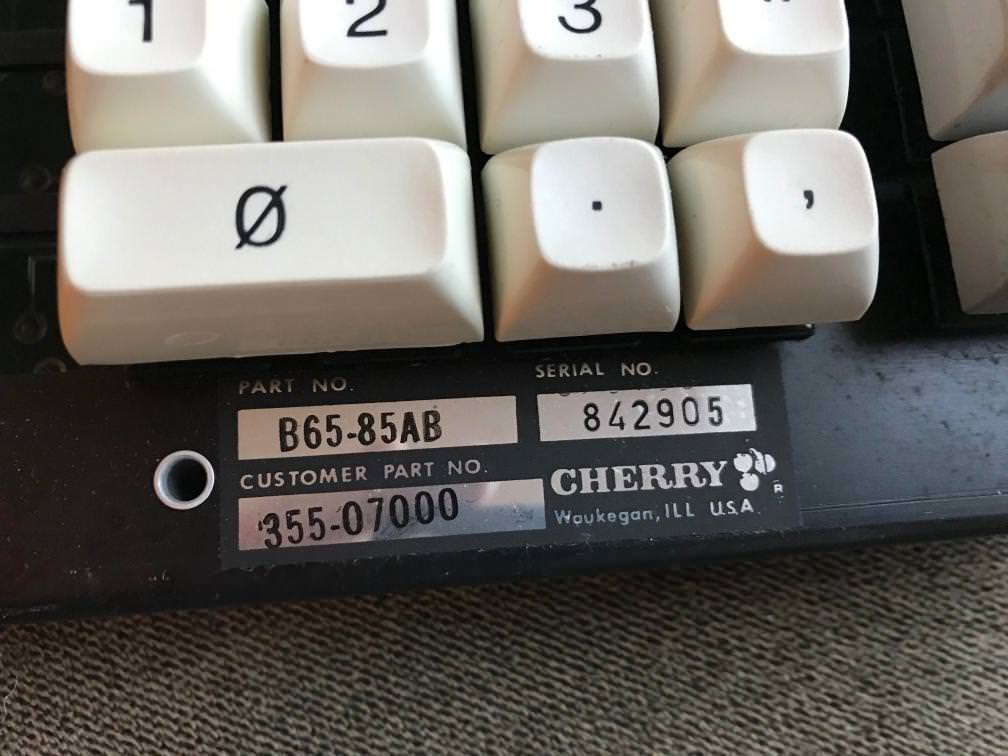 1 2 3
Ø . ,
PART NO.
B65-85AB
SERIAL NO.
842905
CUSTOMER PART NO.
355-07000
CHERRY
R
Waukegan, ILL U.S.A.